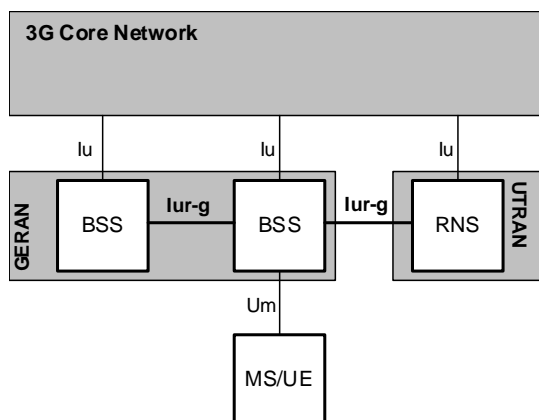 3G Core Network
Iu
Iu
Iu
GERAN
BSS
Iur-g
BSS
Iur-g
RNS
UTRAN
Um
MS/UE